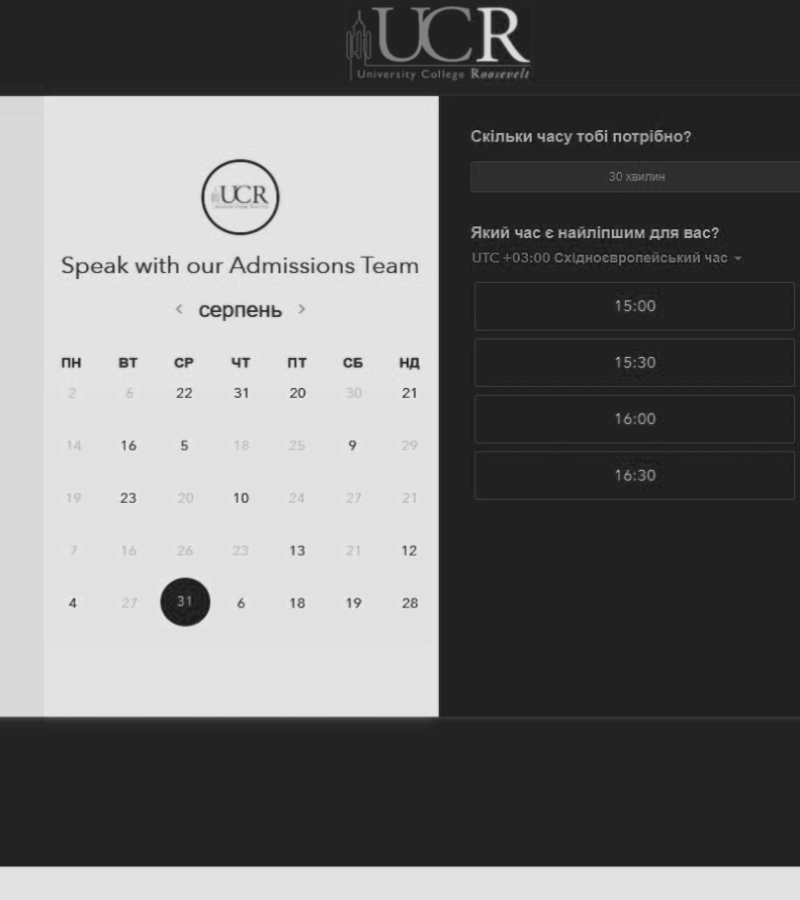 UCR
University College Roosevelt
UCR
Speak with our Admissions Team
< серпень >
ПН ВТ СР ЧТ ПТ СБ НД
2 6 22 31 20 30 21
14 16 5 18 25 9 29
19 23 20 10 24 27 21
7 16 26 23 13 21 12
4 27 31 6 18 19 28
Скільки часу тобі потрібно?
30 хвилин
Який час є найліпшим для вас?
UTC +03:00 Східноєвропейський час
15:00
15:30
16:00
16:30